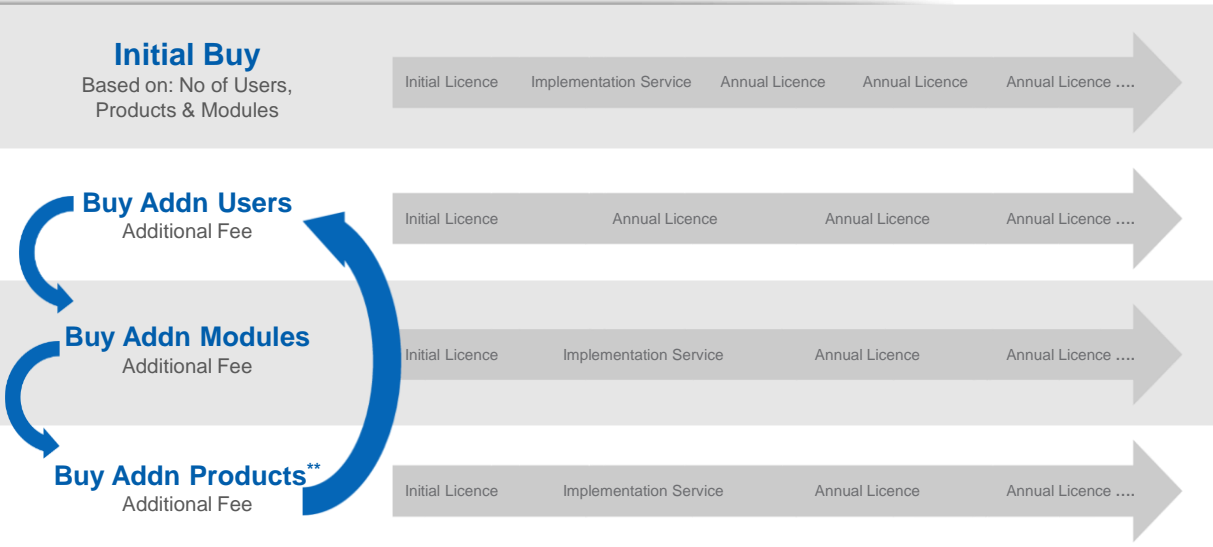 Initial Buy
Based on: No of Users,
Products & Modules
Initial Licence Implementation Service Annual Licence Annual Licence Annual Licence ....
Buy Addn Users
Additional Fee
Initial Licence Annual Licence Annual Licence Annual Licence ....
Buy Addn Modules
Additional Fee
Initial Licence Implementation Service Annual Licence Annual Licence ....
Buy Addn Products**
Additional Fee
Initial Licence Implementation Service Annual Licence Annual Licence ....